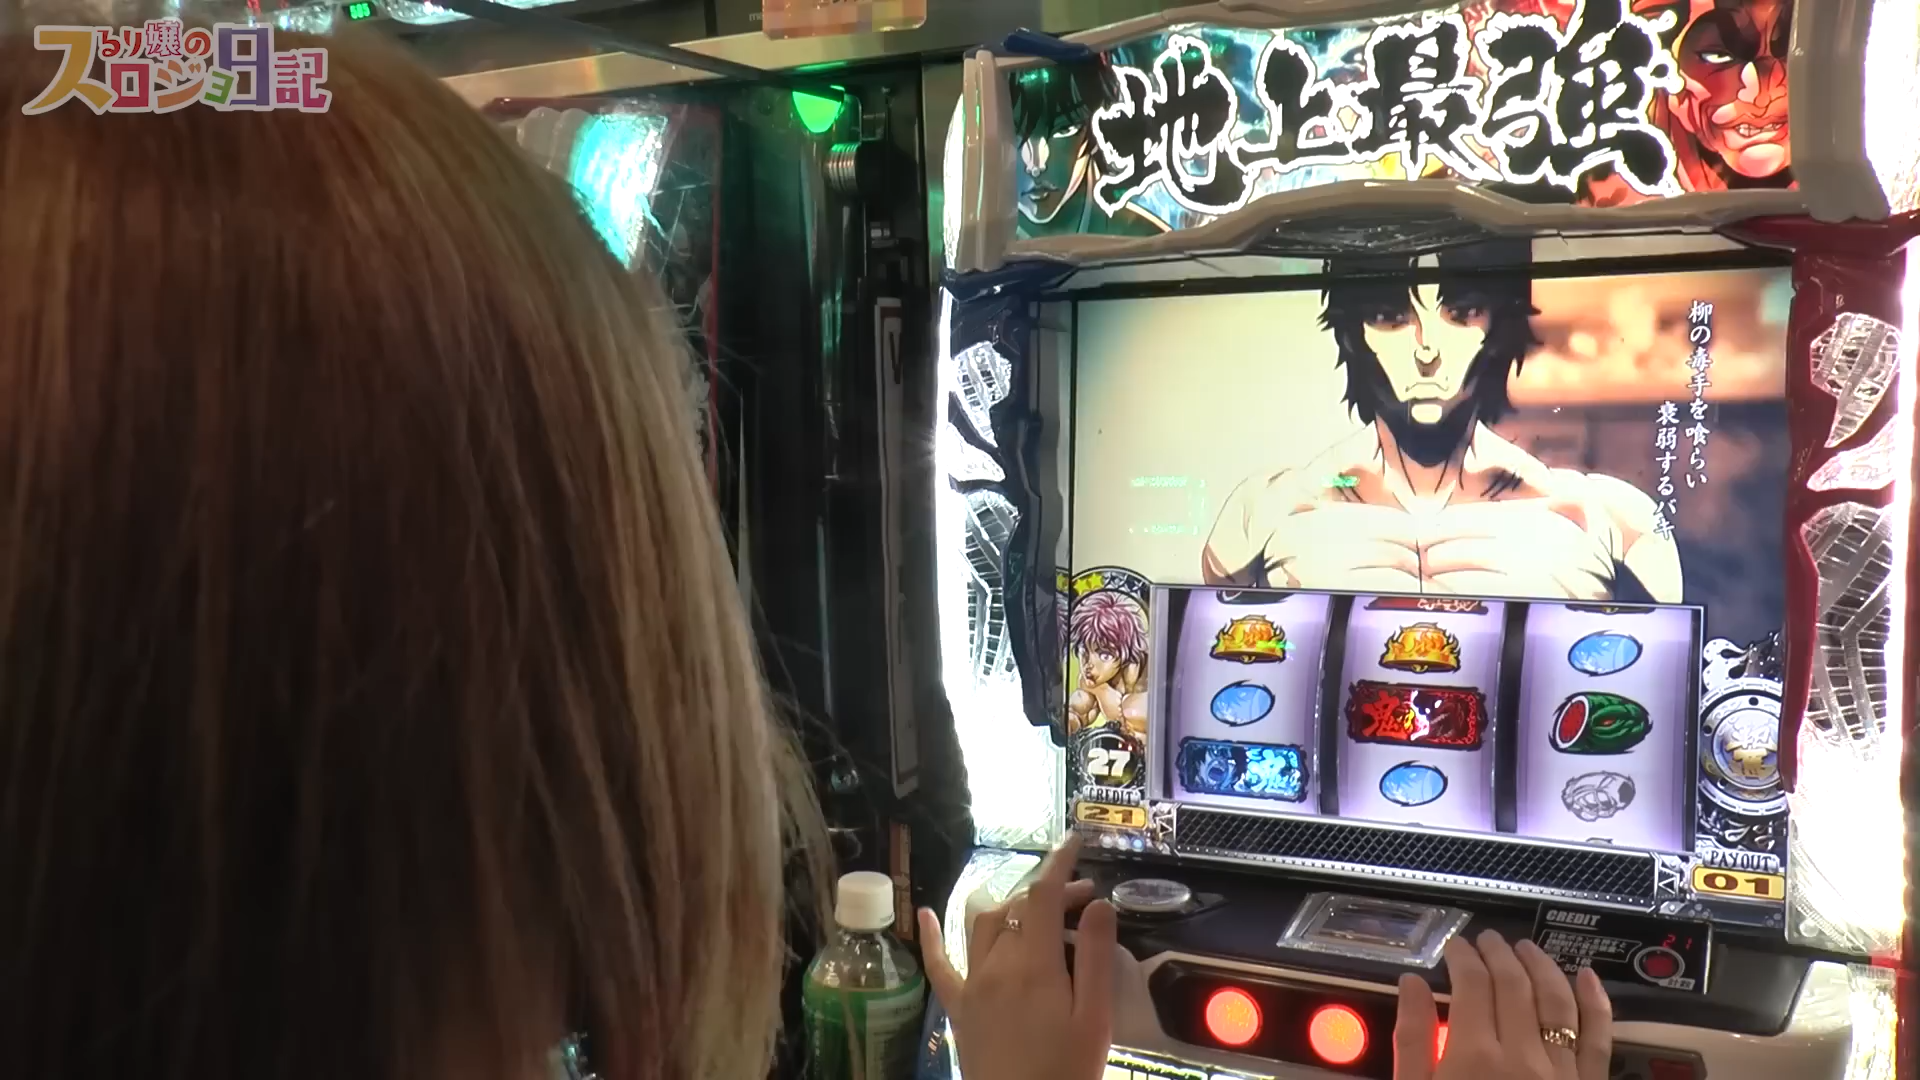 るり嬢の
スロジョ日記
地上最強
柳の毒手を喰らい
衰弱するバキ
27
CREDIT
21
PAYOUT
01
CREDIT
21